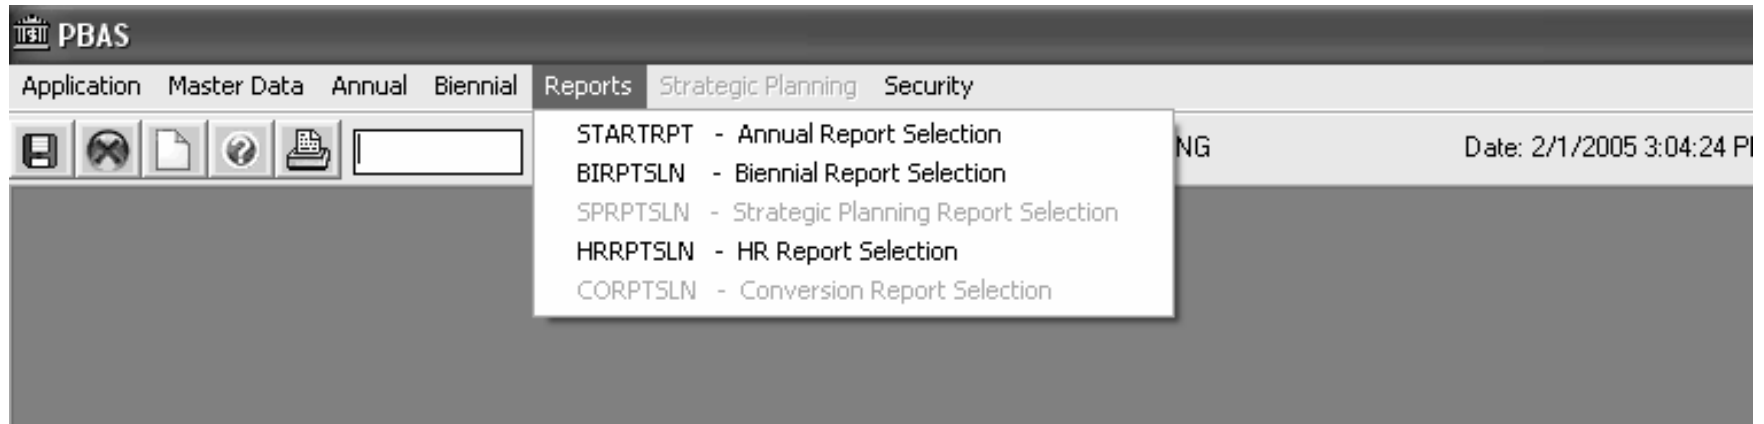 PBAS
Application Master Data Annual Biennial Reports Strategic Planning Security
NG Date: 2/1/2005 3:04:24 P
STARTRPT - Annual Report Selection
BIRPTSLN - Biennial Report Selection
SPRPTSLN - Strategic Planning Report Selection
HRRPTSLN - HR Report Selection
CORPTSLN - Conversion Report Selection